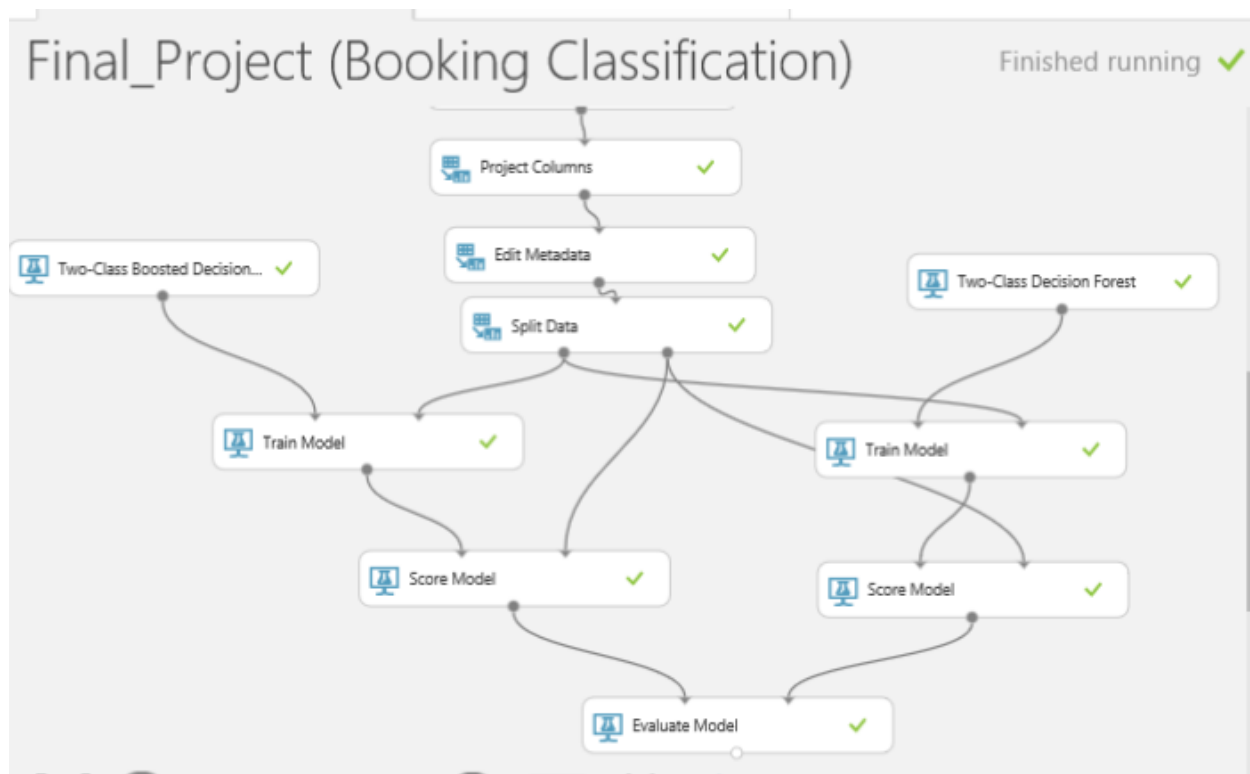 Final_Project (Booking Classification)
Finished running
Project Columns
Edit Metadata
Two-Class Boosted Decision...
Two-Class Decision Forest
Split Data
Train Model
Train Model
Score Model
Score Model
Evaluate Model